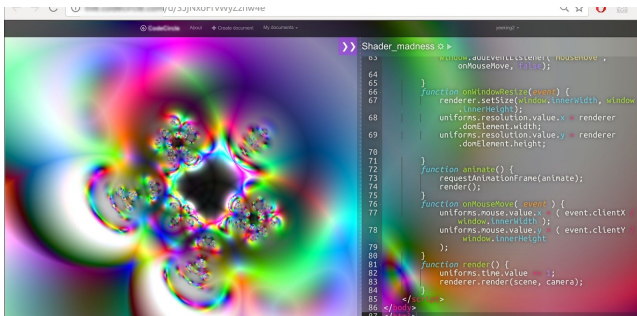 /d/35jNx6FrVWyZzhw4e
CodeCircle About + Create document My documents
Shader_madness
63 window.addEventListener('mousemove',
onMouseMove, false);
64
65 }
66 function onWindowResize(event) {
67 renderer.setSize(window.innerWidth, window
.innerHeight);
68 uniforms.resolution.value.x = renderer
.domElement.width;
69 uniforms.resolution.value.y = renderer
.domElement.height;
70
71 }
72 function animate() {
73 requestAnimationFrame(animate);
74 render();
75 }
76 function onMouseMove( event ) {
77 uniforms.mouse.value.x = ( event.clientX
window.innerWidth );
78 uniforms.mouse.value.y = ( event.clientY
window.innerHeight
79 );
80 }
81 function render() {
82 uniforms.time.value += 1;
83 renderer.render(scene, camera);
84 }
85 </script>
86 </body>
87